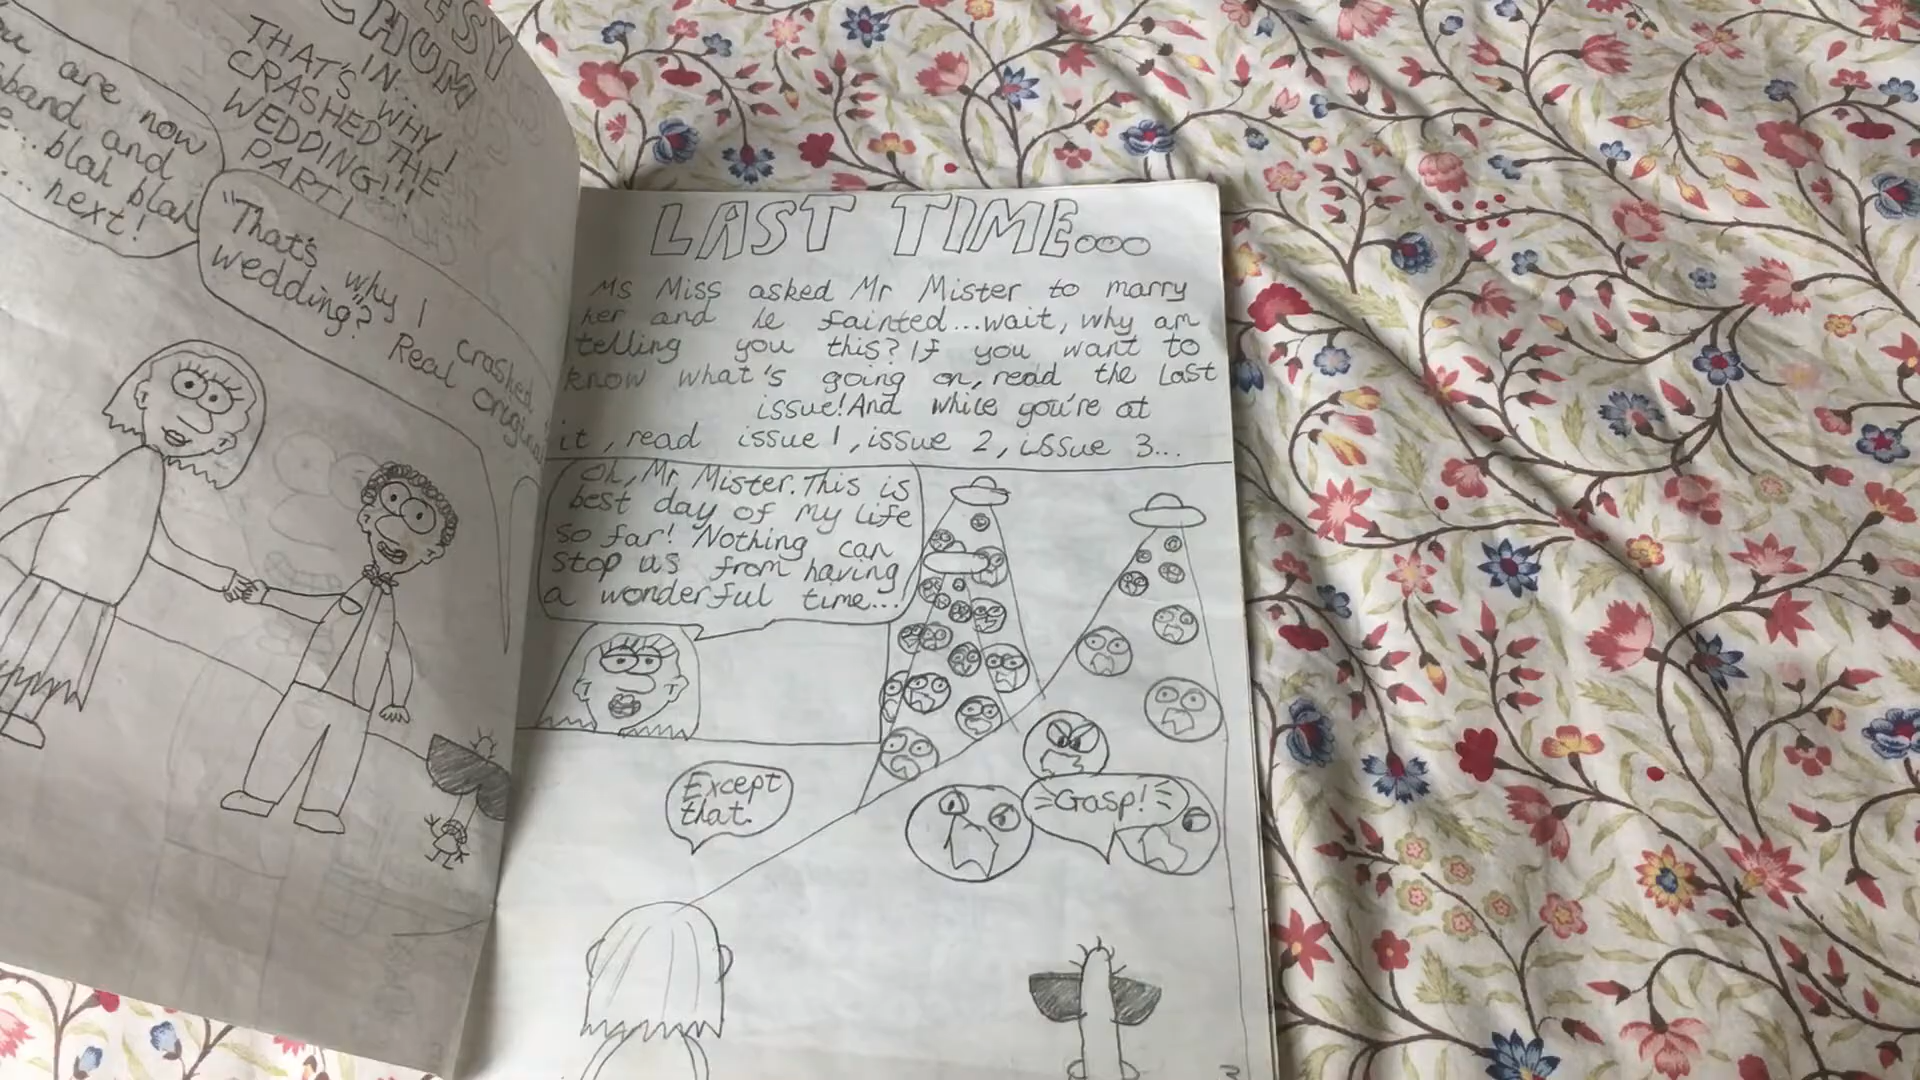 ESY
CHUM
IN...
THAT'S WHY I
CRASHED THE
WEDDING!!!
PART 1
are now
and
...blah blah
... next!
"That's why I crashed
wedding"? Real original
LAST TIME...
Ms Miss asked Mr Mister to marry
her and he fainted...wait, why am
telling you this? If you want to
know what's going on, read the last
issue! And while you're at
it, read issue 1, issue 2, issue 3...
Oh, Mr Mister. This is
best day of my life
so far! Nothing can
stop us from having
a wonderful time...
Except
that.
Gasp!